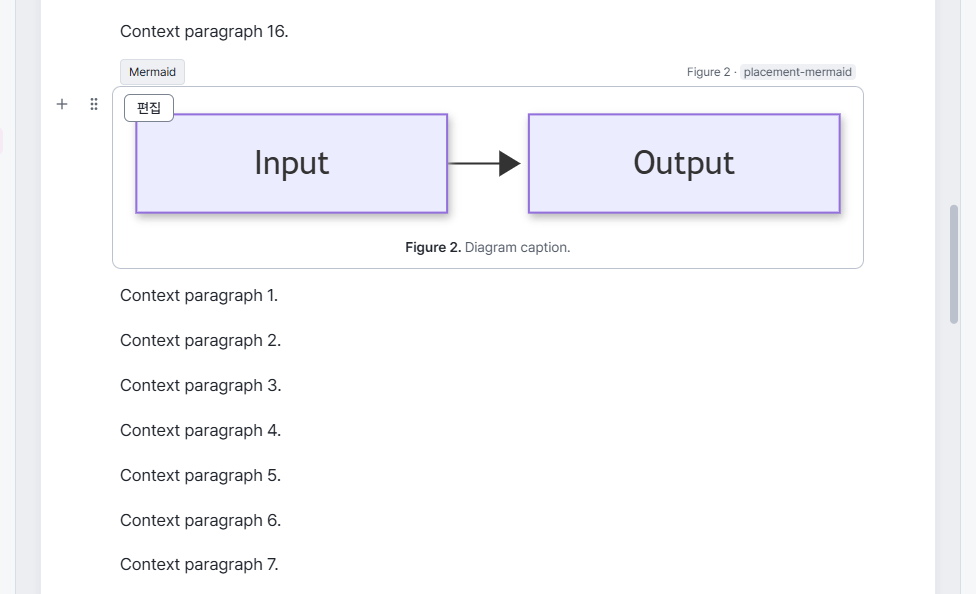 Context paragraph 16.
Mermaid
Figure 2 · placement-mermaid
편집
Input
Output
Figure 2. Diagram caption.
Context paragraph 1.
Context paragraph 2.
Context paragraph 3.
Context paragraph 4.
Context paragraph 5.
Context paragraph 6.
Context paragraph 7.